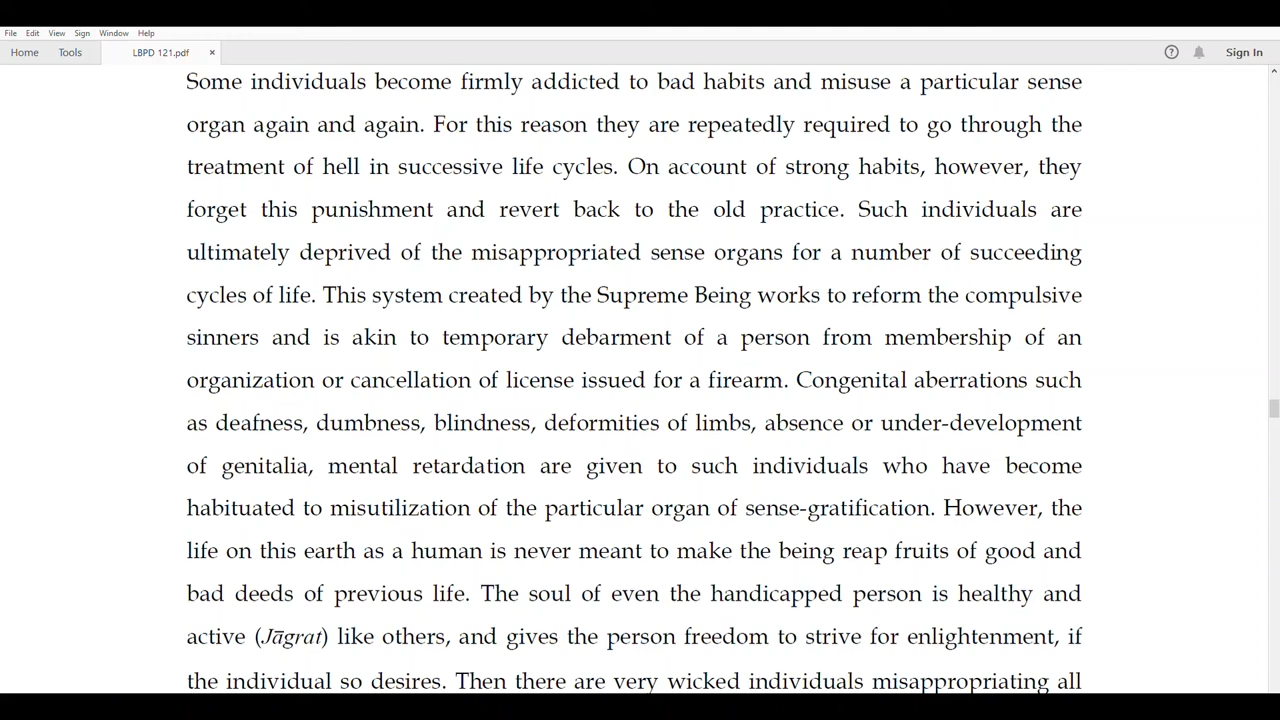 File Edit View Sign Window Help
Home Tools LBPD 121.pdf × ? Sign In
Some individuals become firmly addicted to bad habits and misuse a particular sense
organ again and again. For this reason they are repeatedly required to go through the
treatment of hell in successive life cycles. On account of strong habits, however, they
forget this punishment and revert back to the old practice. Such individuals are
ultimately deprived of the misappropriated sense organs for a number of succeeding
cycles of life. This system created by the Supreme Being works to reform the compulsive
sinners and is akin to temporary debarment of a person from membership of an
organization or cancellation of license issued for a firearm. Congenital aberrations such
as deafness, dumbness, blindness, deformities of limbs, absence or under-development
of genitalia, mental retardation are given to such individuals who have become
habituated to misutilization of the particular organ of sense-gratification. However, the
life on this earth as a human is never meant to make the being reap fruits of good and
bad deeds of previous life. The soul of even the handicapped person is healthy and
active (Jāgrat) like others, and gives the person freedom to strive for enlightenment, if
the individual so desires. Then there are very wicked individuals misappropriating all